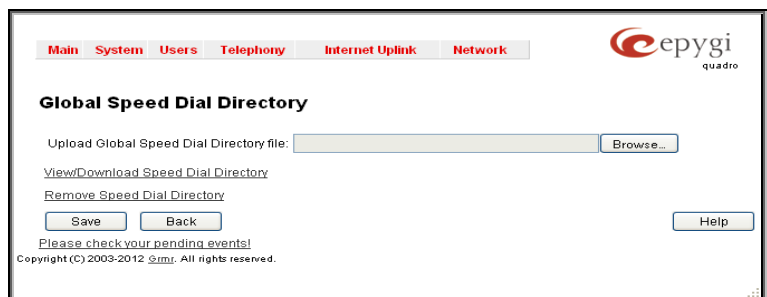 Main System Users Telephony Internet Uplink Network
epygi
quadro
Global Speed Dial Directory
Upload Global Speed Dial Directory file: Browse...
View/Download Speed Dial Directory
Remove Speed Dial Directory
Save Back Help
Please check your pending events!
Copyright (C) 2003-2012 Grmr. All rights reserved.